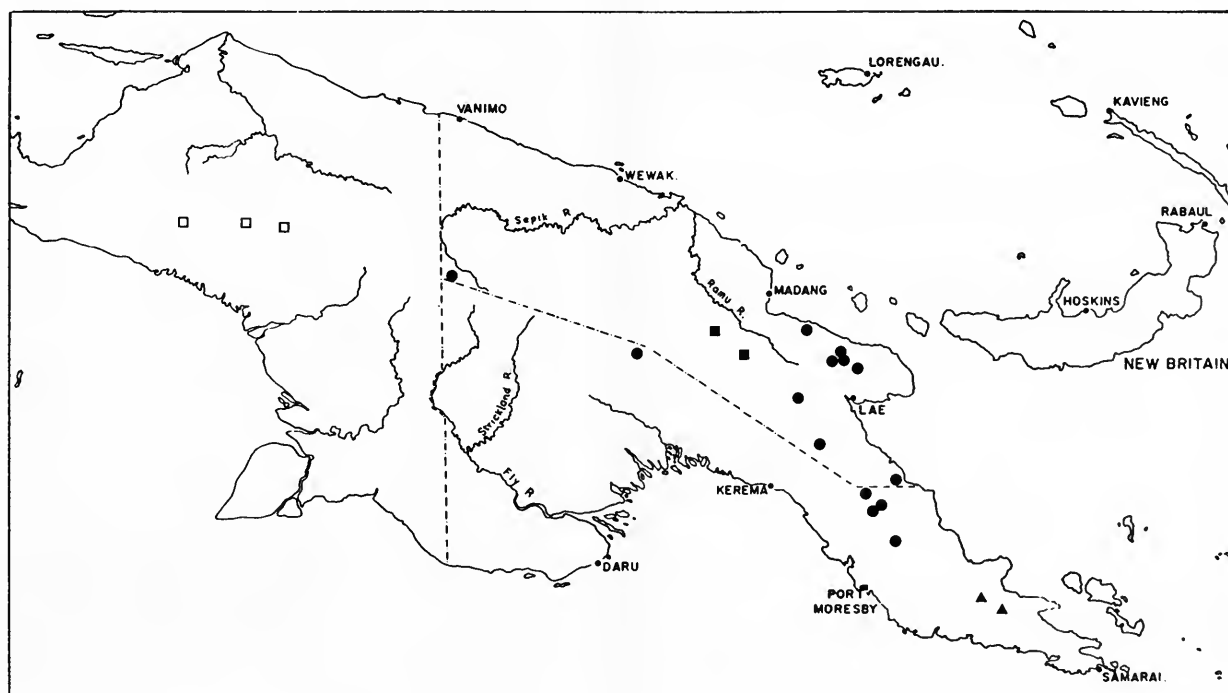 LORENGAU.
KAVIENG
VANIMO
WEWAK.
RABAUL
Sepik R
MADANG
Ramu R.
HOSKINS
NEW BRITAIN
LAE
Strickland R
Fly R
KEREMA
DARU
PORT
MORESBY
SAMARAI.